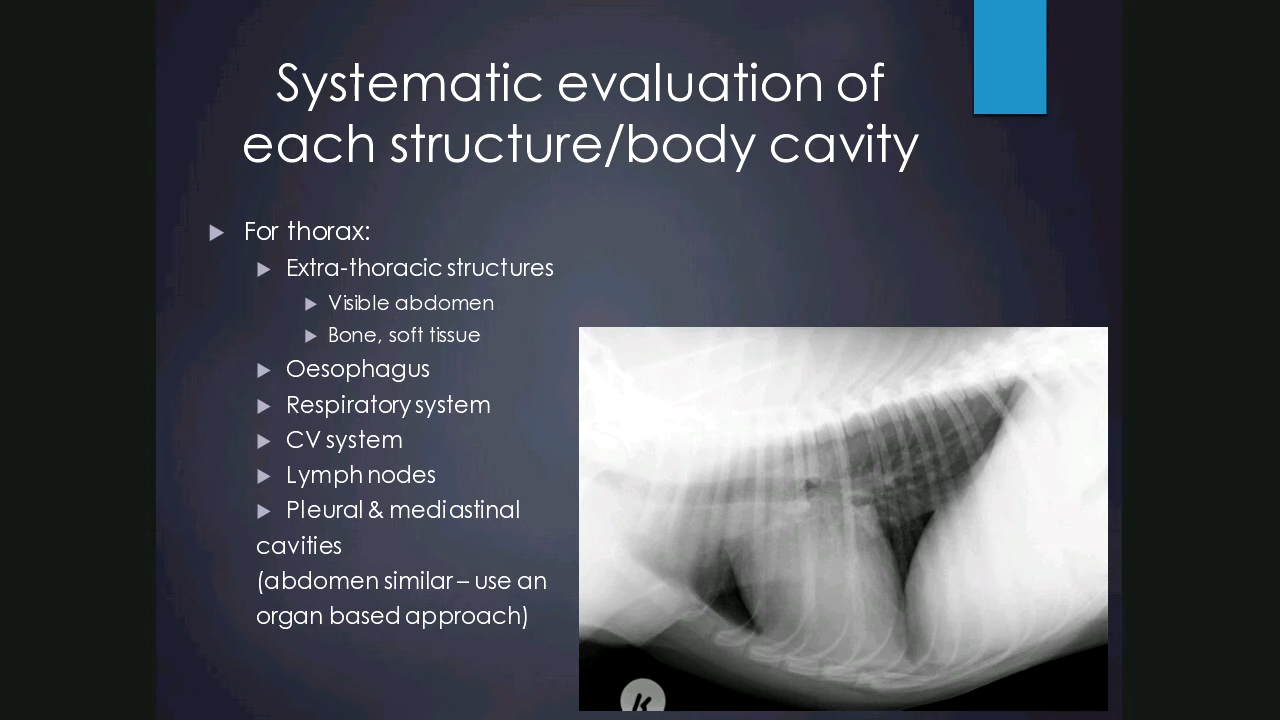 Systematic evaluation of
each structure/body cavity
For thorax:
Extra-thoracic structures
Visible abdomen
Bone, soft tissue
Oesophagus
Respiratory system
CV system
Lymph nodes
Pleural & mediastinal
cavities
(abdomen similar – use an
organ based approach)
K